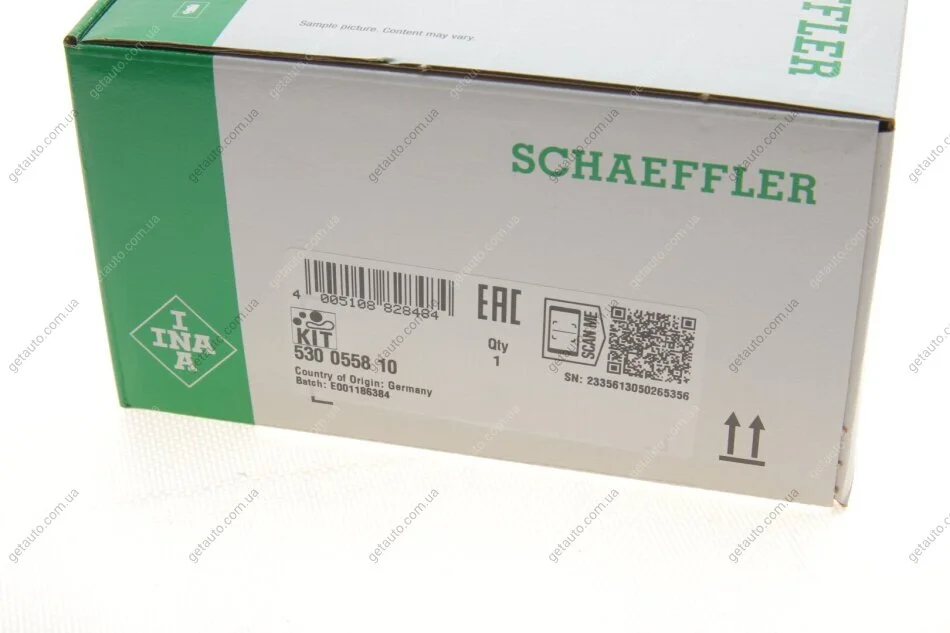 Sample picture. Content may vary.
FFLER
SCHAEFFLER
I
INA
A
4 005108 828484
KIT
530 0558 10
Country of Origin: Germany
Batch: E001186384
EAC
Qty
1
SCAN ME
SN: 2335613050265356
getauto.com.ua